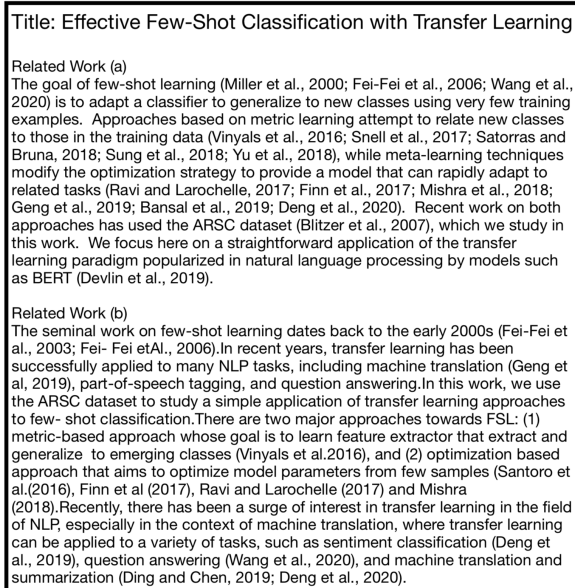 Title: Effective Few-Shot Classification with Transfer Learning
Related Work (a)
The goal of few-shot learning (Miller et al., 2000; Fei-Fei et al., 2006; Wang et al.,
2020) is to adapt a classifier to generalize to new classes using very few training
examples.  Approaches based on metric learning attempt to relate new classes
to those in the training data (Vinyals et al., 2016; Snell et al., 2017; Satorras and
Bruna, 2018; Sung et al., 2018; Yu et al., 2018), while meta-learning techniques
modify the optimization strategy to provide a model that can rapidly adapt to
related tasks (Ravi and Larochelle, 2017; Finn et al., 2017; Mishra et al., 2018;
Geng et al., 2019; Bansal et al., 2019; Deng et al., 2020).  Recent work on both
approaches has used the ARSC dataset (Blitzer et al., 2007), which we study in
this work.  We focus here on a straightforward application of the transfer
learning paradigm popularized in natural language processing by models such
as BERT (Devlin et al., 2019).
Related Work (b)
The seminal work on few-shot learning dates back to the early 2000s (Fei-Fei et
al., 2003; Fei- Fei etAl., 2006).In recent years, transfer learning has been
successfully applied to many NLP tasks, including machine translation (Geng et
al, 2019), part-of-speech tagging, and question answering.In this work, we use
the ARSC dataset to study a simple application of transfer learning approaches
to few- shot classification.There are two major approaches towards FSL: (1)
metric-based approach whose goal is to learn feature extractor that extract and
generalize  to emerging classes (Vinyals et al.2016), and (2) optimization based
approach that aims to optimize model parameters from few samples (Santoro et
al.(2016), Finn et al (2017), Ravi and Larochelle (2017) and Mishra
(2018).Recently, there has been a surge of interest in transfer learning in the field
of NLP, especially in the context of machine translation, where transfer learning
can be applied to a variety of tasks, such as sentiment classification (Deng et
al., 2019), question answering (Wang et al., 2020), and machine translation and
summarization (Ding and Chen, 2019; Deng et al., 2020).